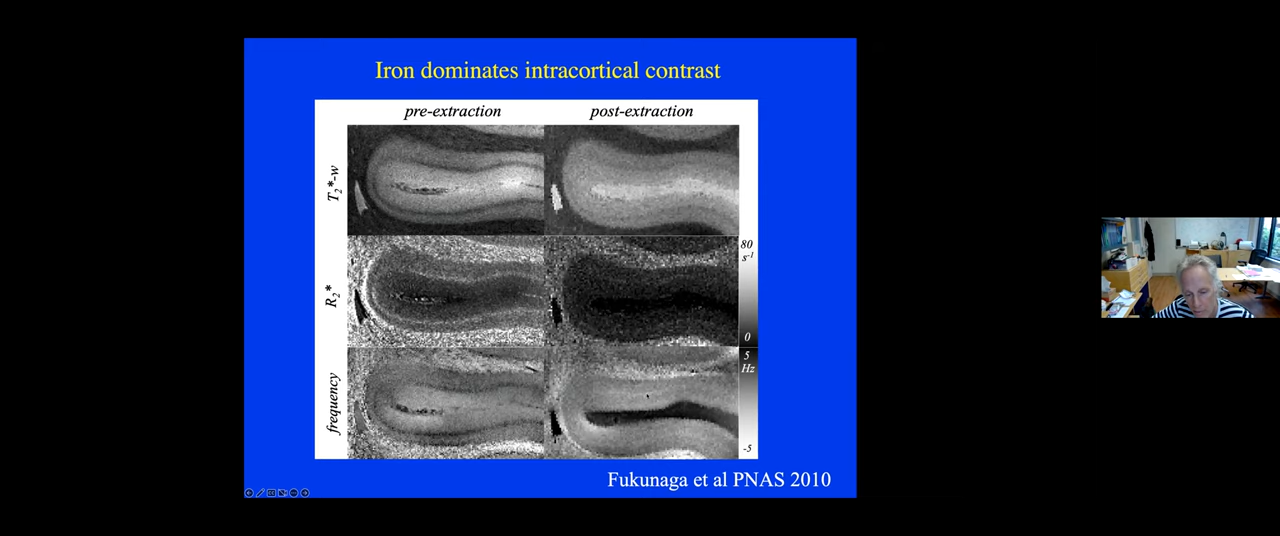 Iron dominates intracortical contrast
pre-extraction post-extraction
T2*-w
R2*
frequency
80
s-1
0
5
Hz
-5
Fukunaga et al PNAS 2010